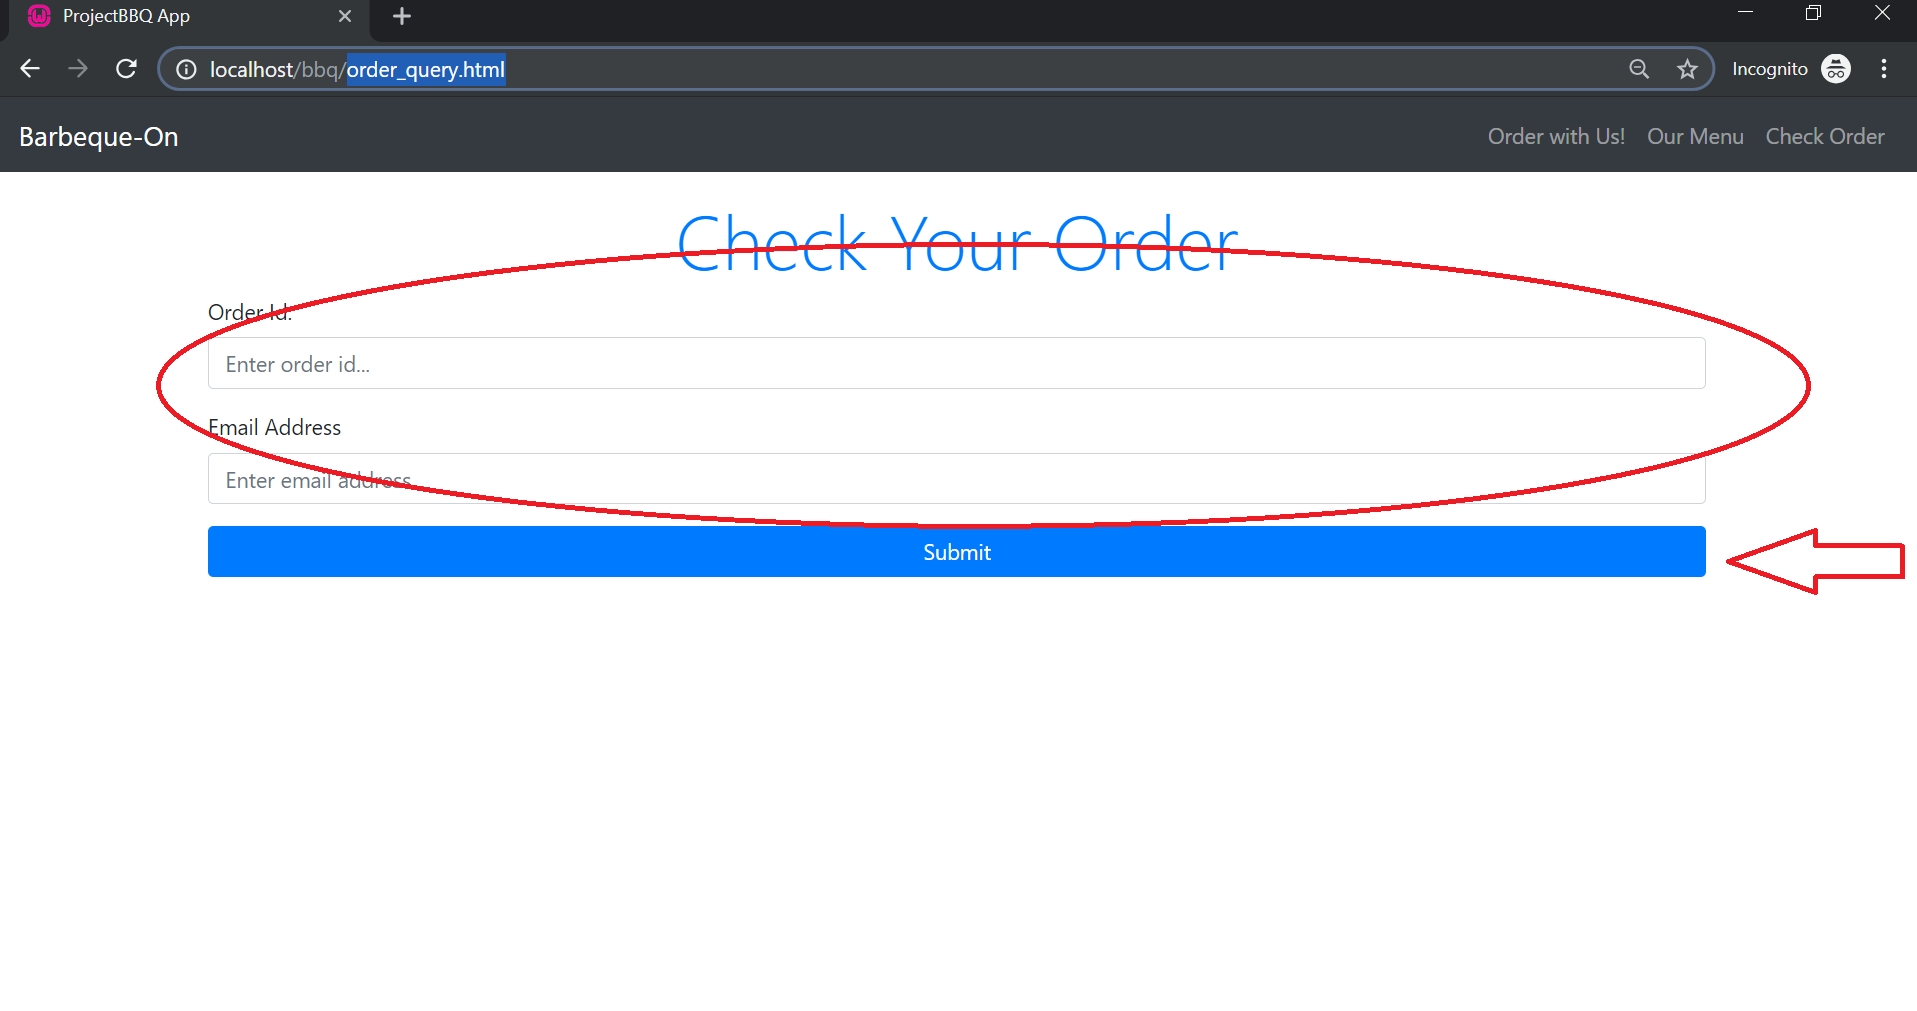 ProjectBBQ App
localhost/bbq/order_query.html
Incognito
Barbeque-On
Order with Us! Our Menu Check Order
Check Your Order
Order Id.
Enter order id...
Email Address
Enter email address
Submit